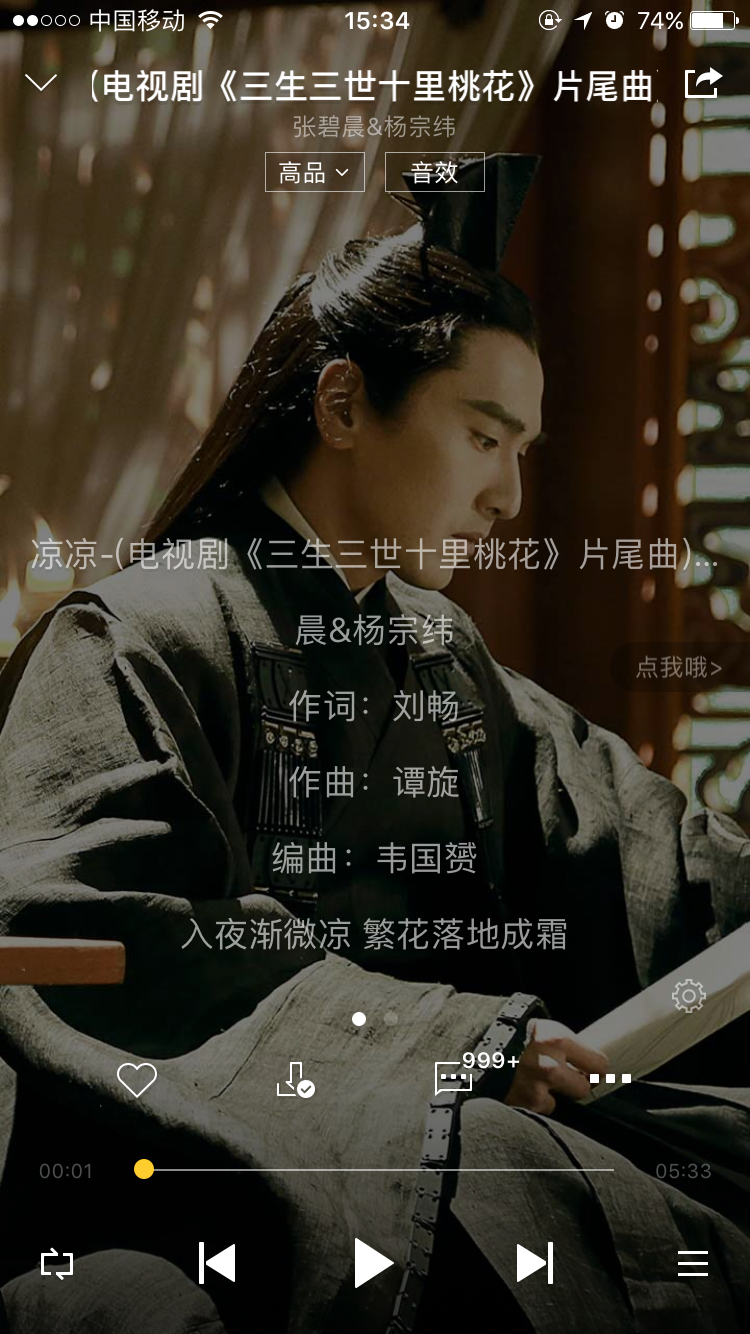 中国移动 15:34 74%
(电视剧《三生三世十里桃花》片尾曲
张碧晨&杨宗纬
高品 音效
凉凉-(电视剧《三生三世十里桃花》片尾曲)...
晨&杨宗纬
点我哦>
作词：刘畅
作曲：谭旋
编曲：韦国赟
入夜渐微凉 繁花落地成霜
999+
00:01 05:33